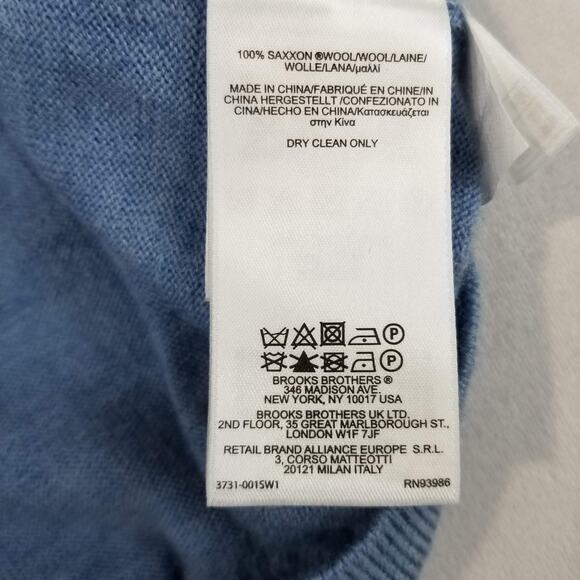 100% SAXXON ®WOOL/WOOL/LAINE/
WOLLE/LANA/μαλλί
MADE IN CHINA/FABRIQUÉ EN CHINE/IN
CHINA HERGESTELLT /CONFEZIONATO IN
CINA/HECHO EN CHINA/Κατασκευάζεται
στην Κίνα
DRY CLEAN ONLY
P
P
BROOKS BROTHERS ®
346 MADISON AVE.
NEW YORK, NY 10017 USA
BROOKS BROTHERS UK LTD.
2ND FLOOR, 35 GREAT MARLBOROUGH ST.,
LONDON W1F 7JF
RETAIL BRAND ALLIANCE EUROPE S.R.L.
3, CORSO MATTEOTTI
20121 MILAN ITALY
3731-001SW1 RN93986